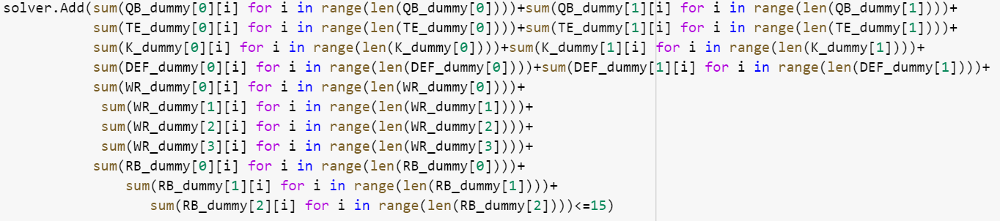 solver.Add(sum(QB_dummy[0][i] for i in range(len(QB_dummy[0])))+sum(QB_dummy[1][i] for i in range(len(QB_dummy[1])))+
sum(TE_dummy[0][i] for i in range(len(TE_dummy[0])))+sum(TE_dummy[1][i] for i in range(len(TE_dummy[1])))+
sum(K_dummy[0][i] for i in range(len(K_dummy[0])))+sum(K_dummy[1][i] for i in range(len(K_dummy[1])))+
sum(DEF_dummy[0][i] for i in range(len(DEF_dummy[0])))+sum(DEF_dummy[1][i] for i in range(len(DEF_dummy[1])))+
sum(WR_dummy[0][i] for i in range(len(WR_dummy[0])))+
sum(WR_dummy[1][i] for i in range(len(WR_dummy[1])))+
sum(WR_dummy[2][i] for i in range(len(WR_dummy[2])))+
sum(WR_dummy[3][i] for i in range(len(WR_dummy[3])))+
sum(RB_dummy[0][i] for i in range(len(RB_dummy[0])))+
sum(RB_dummy[1][i] for i in range(len(RB_dummy[1])))+
sum(RB_dummy[2][i] for i in range(len(RB_dummy[2])))<=15)